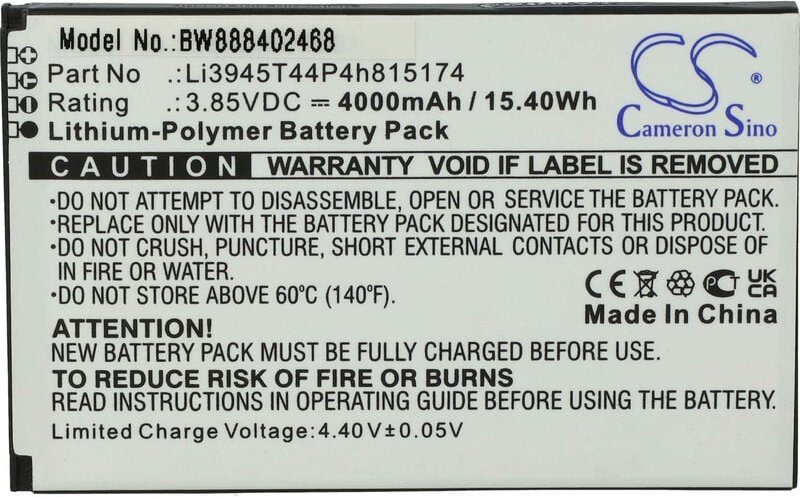 Model No.:BW888402468
Part No :Li3945T44P4h815174
Rating :3.85VDC ⎓ 4000mAh / 15.40Wh
Lithium-Polymer Battery Pack
CS
Cameron Sino
CAUTION WARRANTY VOID IF LABEL IS REMOVED
•DO NOT ATTEMPT TO DISASSEMBLE, OPEN OR SERVICE THE BATTERY PACK.
•REPLACE ONLY WITH THE BATTERY PACK DESIGNATED FOR THIS PRODUCT.
•DO NOT CRUSH, PUNCTURE, SHORT EXTERNAL CONTACTS OR DISPOSE OF
IN FIRE OR WATER.
•DO NOT STORE ABOVE 60°C (140°F).
CE UK CA
Made In China
ATTENTION!
NEW BATTERY PACK MUST BE FULLY CHARGED BEFORE USE.
TO REDUCE RISK OF FIRE OR BURNS
READ INSTRUCTIONS IN OPERATING GUIDE BEFORE USING BATTERY PACK.
Limited Charge Voltage:4.40V±0.05V